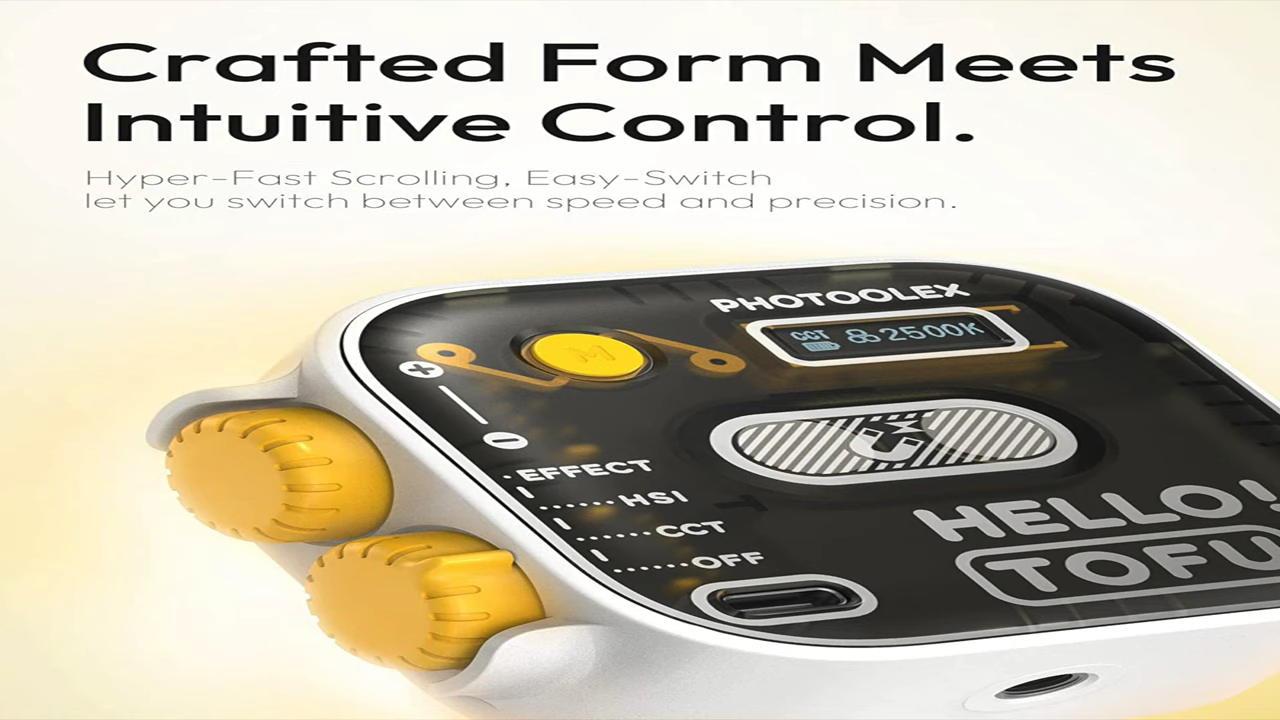 Crafted Form Meets
Intuitive Control.
Hyper-Fast Scrolling, Easy-Switch
let you switch between speed and precision.
PHOTOOLEX
CCT 2500K
M
+
−
EFFECT
HSI
CCT
OFF
HELLO!
TOFU